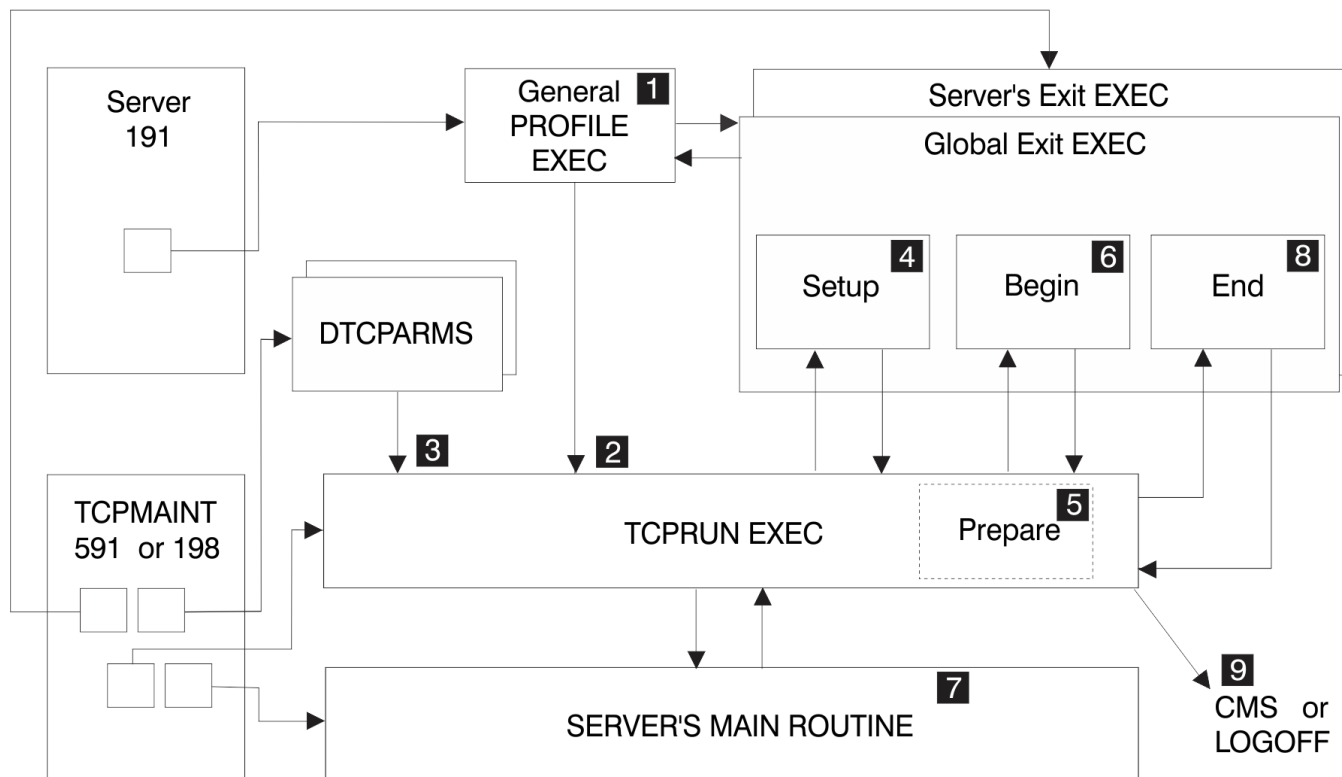 Server
191
General
PROFILE
EXEC
1
Server's Exit EXEC
Global Exit EXEC
Setup
4
Begin
6
End
8
DTCPARMS
3
2
TCPMAINT
591 or 198
TCPRUN EXEC
Prepare
5
SERVER'S MAIN ROUTINE
7
9
CMS or
LOGOFF